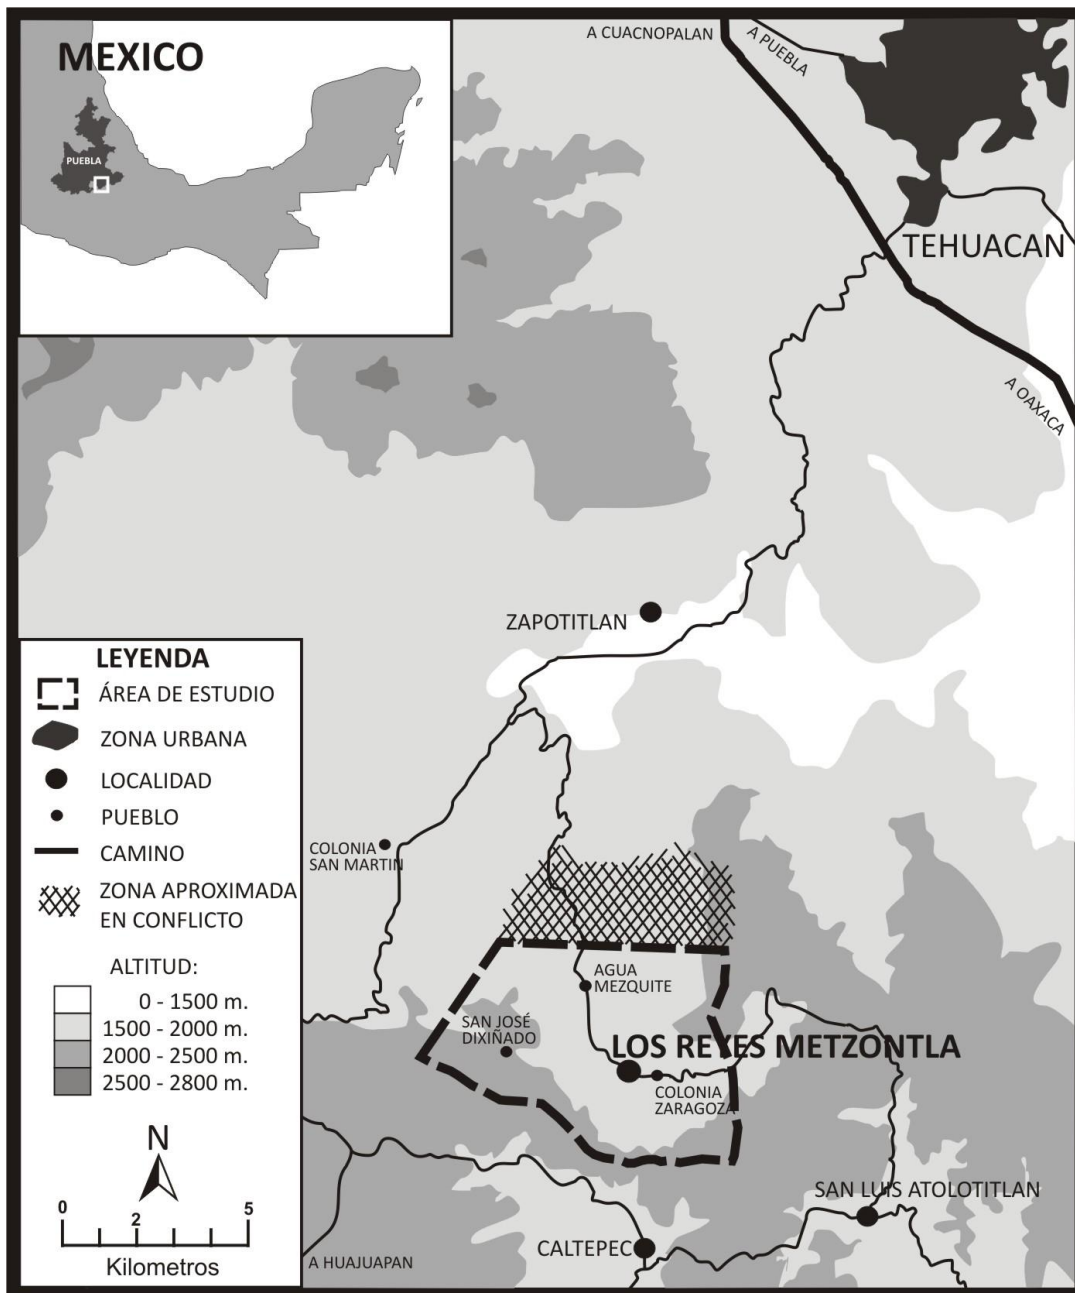 MEXICO
PUEBLA
A CUACNOPALAN
A PUEBLA
TEHUACAN
A OAXACA
ZAPOTITLAN
LEYENDA
ÁREA DE ESTUDIO
ZONA URBANA
LOCALIDAD
PUEBLO
CAMINO
ZONA APROXIMADA
EN CONFLICTO
ALTITUD:
0 - 1500 m.
1500 - 2000 m.
2000 - 2500 m.
2500 - 2800 m.
N
0 2 5
Kilometros
COLONIA
SAN MARTIN
AGUA
MEZQUITE
SAN JOSÉ
DIXIÑADO
LOS REYES METZONTLA
COLONIA
ZARAGOZA
SAN LUIS ATOLOTITLAN
CALTEPEC
A HUAJUAPAN